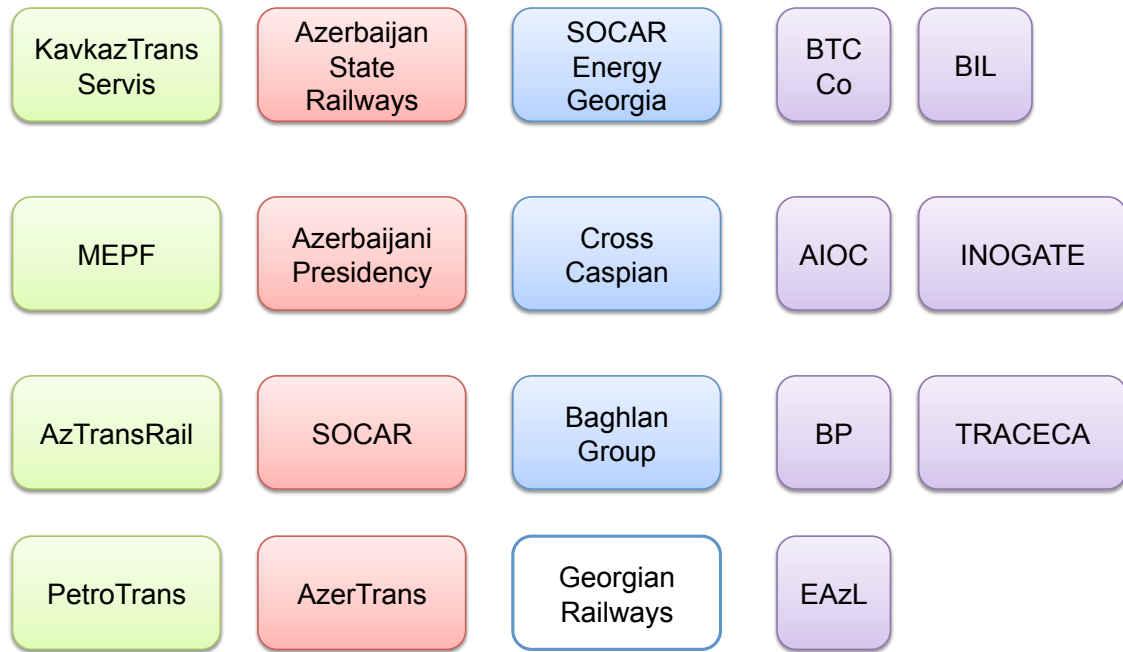 KavkazTrans
Servis
Azerbaijan
State
Railways
SOCAR
Energy
Georgia
BTC
Co
BIL
MEPF
Azerbaijani
Presidency
Cross
Caspian
AIOC
INOGATE
AzTransRail
SOCAR
Baghlan
Group
BP
TRACECA
PetroTrans
AzerTrans
Georgian
Railways
EAzL